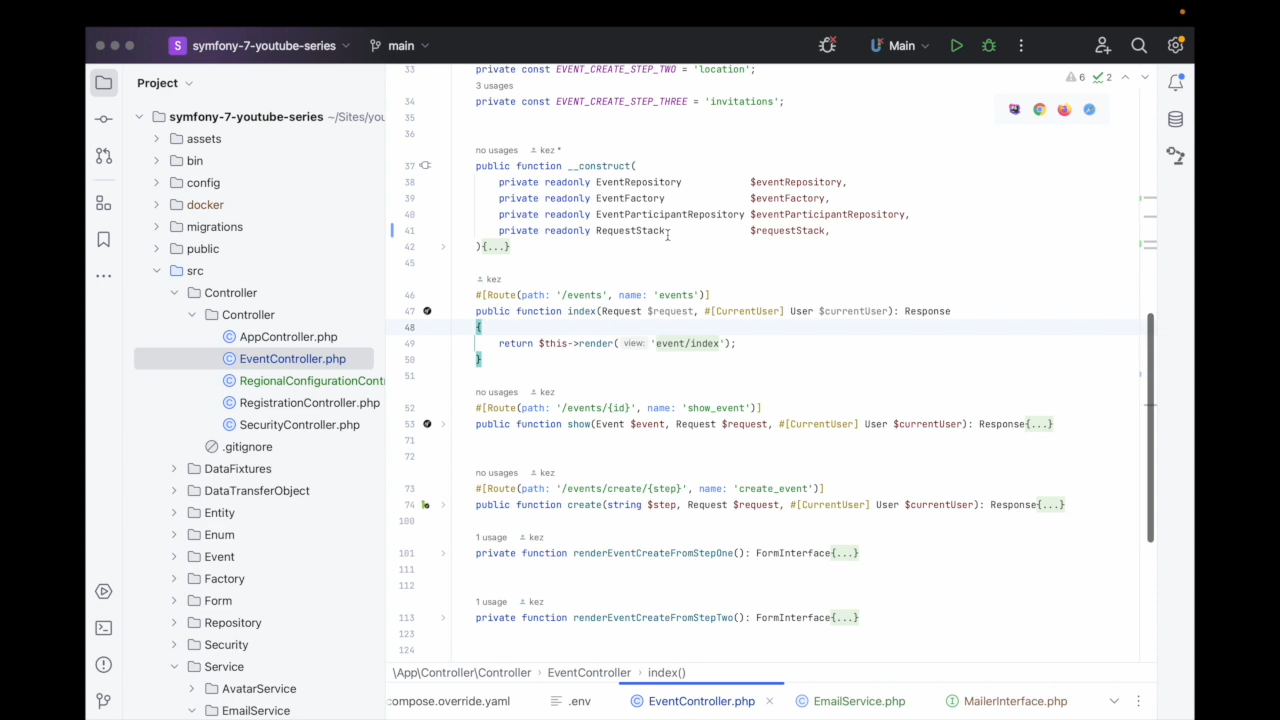 S symfony-7-youtube-series main Main
Project
symfony-7-youtube-series ~/Sites/you
assets
bin
config
docker
migrations
public
src
Controller
Controller
AppController.php
EventController.php
RegionalConfigurationContr
RegistrationController.php
SecurityController.php
.gitignore
DataFixtures
DataTransferObject
Entity
Enum
Event
Factory
Form
Repository
Security
Service
AvatarService
EmailService
6 2
33 private const EVENT_CREATE_STEP_TWO = 'location';
3 usages
34 private const EVENT_CREATE_STEP_THREE = 'invitations';
35
36
no usages kez *
37 public function __construct(
38 private readonly EventRepository $eventRepository,
39 private readonly EventFactory $eventFactory,
40 private readonly EventParticipantRepository $eventParticipantRepository,
41 private readonly RequestStack $requestStack,
42 ){...}
45
kez
46 #[Route(path: '/events', name: 'events')]
47 public function index(Request $request, #[CurrentUser] User $currentUser): Response
48 {
49 return $this->render( view: 'event/index');
50 }
51
no usages kez
52 #[Route(path: '/events/{id}', name: 'show_event')]
53 public function show(Event $event, Request $request, #[CurrentUser] User $currentUser): Response{...}
71
72
no usages kez
73 #[Route(path: '/events/create/{step}', name: 'create_event')]
74 public function create(string $step, Request $request, #[CurrentUser] User $currentUser): Response{...}
100
1 usage kez
101 private function renderEventCreateFromStepOne(): FormInterface{...}
111
112
1 usage kez
113 private function renderEventCreateFromStepTwo(): FormInterface{...}
123
124
\App\Controller\Controller › EventController › index()
compose.override.yaml .env EventController.php EmailService.php MailerInterface.php